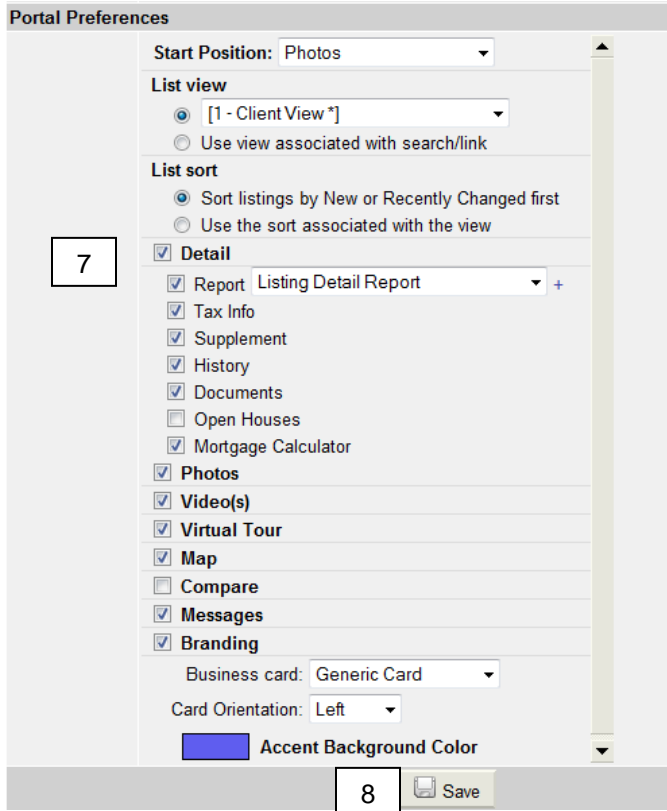 Portal Preferences
Start Position: Photos
List view
[1 - Client View *]
Use view associated with search/link
List sort
Sort listings by New or Recently Changed first
Use the sort associated with the view
7
Detail
Report Listing Detail Report +
Tax Info
Supplement
History
Documents
Open Houses
Mortgage Calculator
Photos
Video(s)
Virtual Tour
Map
Compare
Messages
Branding
Business card: Generic Card
Card Orientation: Left
Accent Background Color
8 Save